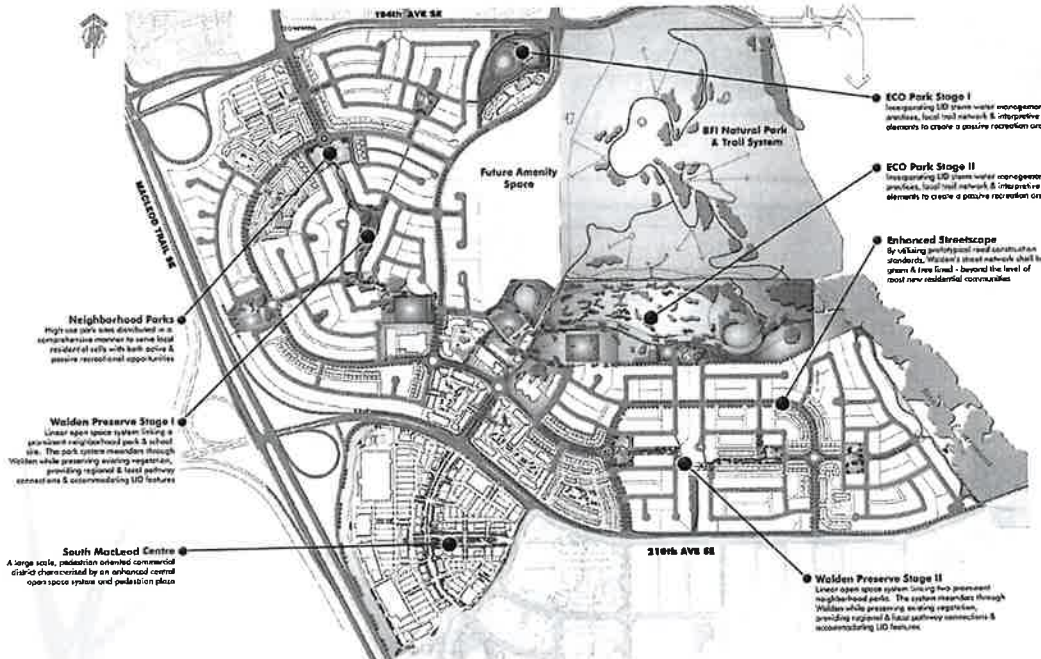 194th AVE SE
MACLEOD TRAIL SE
BFI Natural Park
& Trail System
Future Amenity
Space
210th AVE SE
ECO Park Stage I
Incorporating LID storm water management
practices, local trail network & interpretive
elements to create a passive recreation
ECO Park Stage II
Incorporating LID storm water management
practices, local trail network & interpretive
elements to create a passive recreation
Enhanced Streetscape
By utilizing prototypical road construction
standards, Walden's street network shall
green & tree lined - beyond the level of
most new residential communities
Neighborhood Parks
High use park sites distributed in a
comprehensive manner to serve local
residential cells with both active &
passive recreational opportunities
Walden Preserve Stage I
Linear open space system linking a
prominent neighborhood park & school
site. The park system meanders through
Walden while preserving existing vegetation,
providing regional & local pathway
connections & accommodating LID features
South MacLeod Centre
A large scale, pedestrian oriented commercial
district characterized by an enhanced central
open space system and pedestrian plaza
Walden Preserve Stage II
Linear open space system linking two prominent
neighborhood parks. The system meanders through
Walden while preserving existing vegetation,
providing regional & local pathway connections &
accommodating LID features.